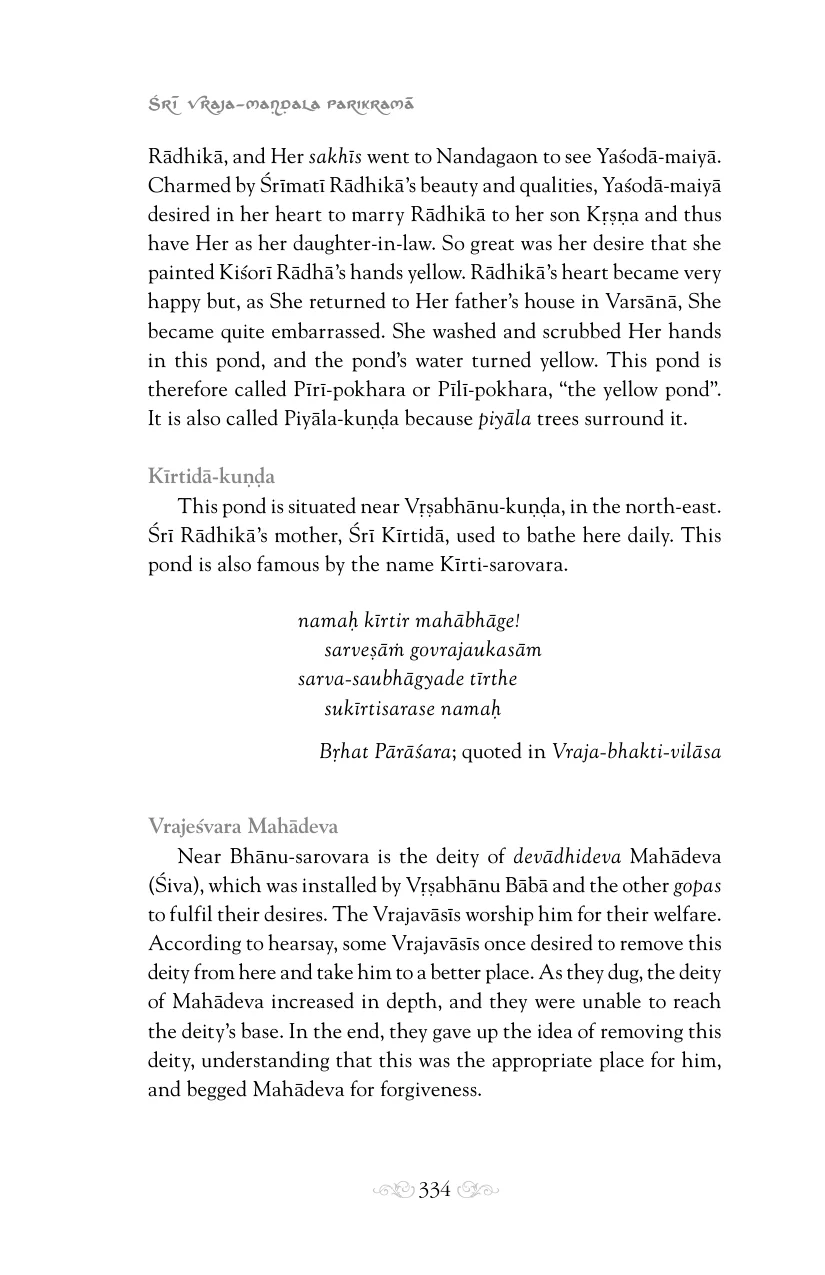 Śrī Vraja-maṇḍala Parikramā
Rādhikā, and Her sakhīs went to Nandagaon to see Yaśodā-maiyā.
Charmed by Śrīmatī Rādhikā’s beauty and qualities, Yaśodā-maiyā
desired in her heart to marry Rādhikā to her son Kṛṣṇa and thus
have Her as her daughter-in-law. So great was her desire that she
painted Kiśorī Rādhā’s hands yellow. Rādhikā’s heart became very
happy but, as She returned to Her father’s house in Varsānā, She
became quite embarrassed. She washed and scrubbed Her hands
in this pond, and the pond’s water turned yellow. This pond is
therefore called Pīrī-pokhara or Pīlī-pokhara, “the yellow pond”.
It is also called Piyāla-kuṇḍa because piyāla trees surround it.
Kīrtidā-kuṇḍa
This pond is situated near Vṛṣabhānu-kuṇḍa, in the north-east.
Śrī Rādhikā’s mother, Śrī Kīrtidā, used to bathe here daily. This
pond is also famous by the name Kīrti-sarovara.
namaḥ kīrtir mahābhāge!
sarveṣāṁ govrajaukasām
sarva-saubhāgyade tīrthe
sukīrtisarase namaḥ
Bṛhat Pārāśara; quoted in Vraja-bhakti-vilāsa
Vrajeśvara Mahādeva
Near Bhānu-sarovara is the deity of devādhideva Mahādeva
(Śiva), which was installed by Vṛṣabhānu Bābā and the other gopas
to fulfil their desires. The Vrajavāsīs worship him for their welfare.
According to hearsay, some Vrajavāsīs once desired to remove this
deity from here and take him to a better place. As they dug, the deity
of Mahādeva increased in depth, and they were unable to reach
the deity’s base. In the end, they gave up the idea of removing this
deity, understanding that this was the appropriate place for him,
and begged Mahādeva for forgiveness.
334